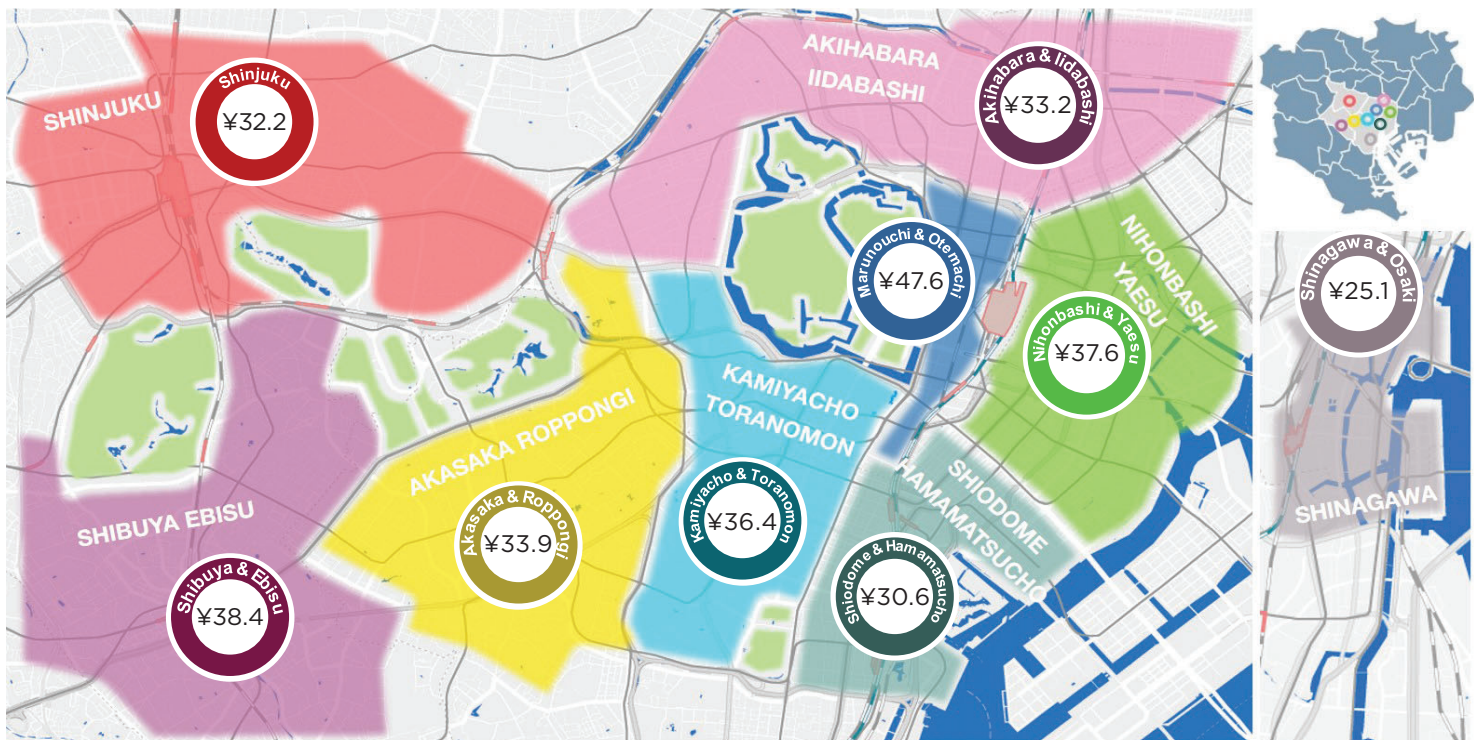 SHINJUKU
Shinjuku
¥32.2
AKIHABARA
IIDABASHI
Akihabara & Iidabashi
¥33.2
Marunouchi & Otemachi
¥47.6
NIHONBASHI
YAESU
Nihonbashi & Yaesu
¥37.6
Shinagawa & Osaki
¥25.1
SHINAGAWA
KAMIYACHO
TORANOMON
Kamiyacho & Toranomon
¥36.4
AKASAKA ROPPONGI
Akasaka & Roppongi
¥33.9
SHIBUYA EBISU
Shibuya & Ebisu
¥38.4
SHIODOME
HAMAMATSUCHO
Shiodome & Hamamatsucho
¥30.6